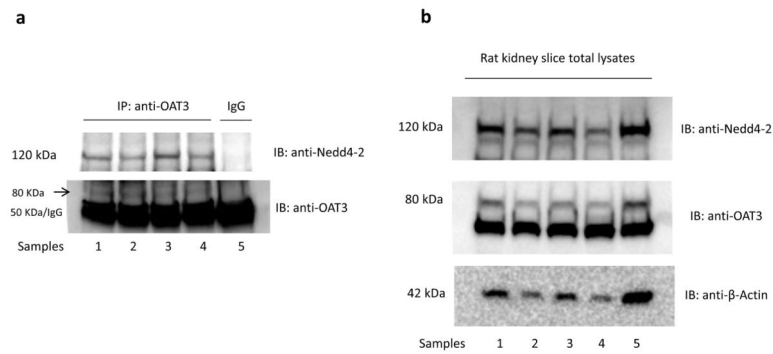 a
IP: anti-OAT3 IgG
120 kDa IB: anti-Nedd4-2
80 KDa
50 KDa/IgG IB: anti-OAT3
Samples 1 2 3 4 5
b
Rat kidney slice total lysates
120 kDa IB: anti-Nedd4-2
80 kDa IB: anti-OAT3
42 kDa IB: anti-β-Actin
Samples 1 2 3 4 5